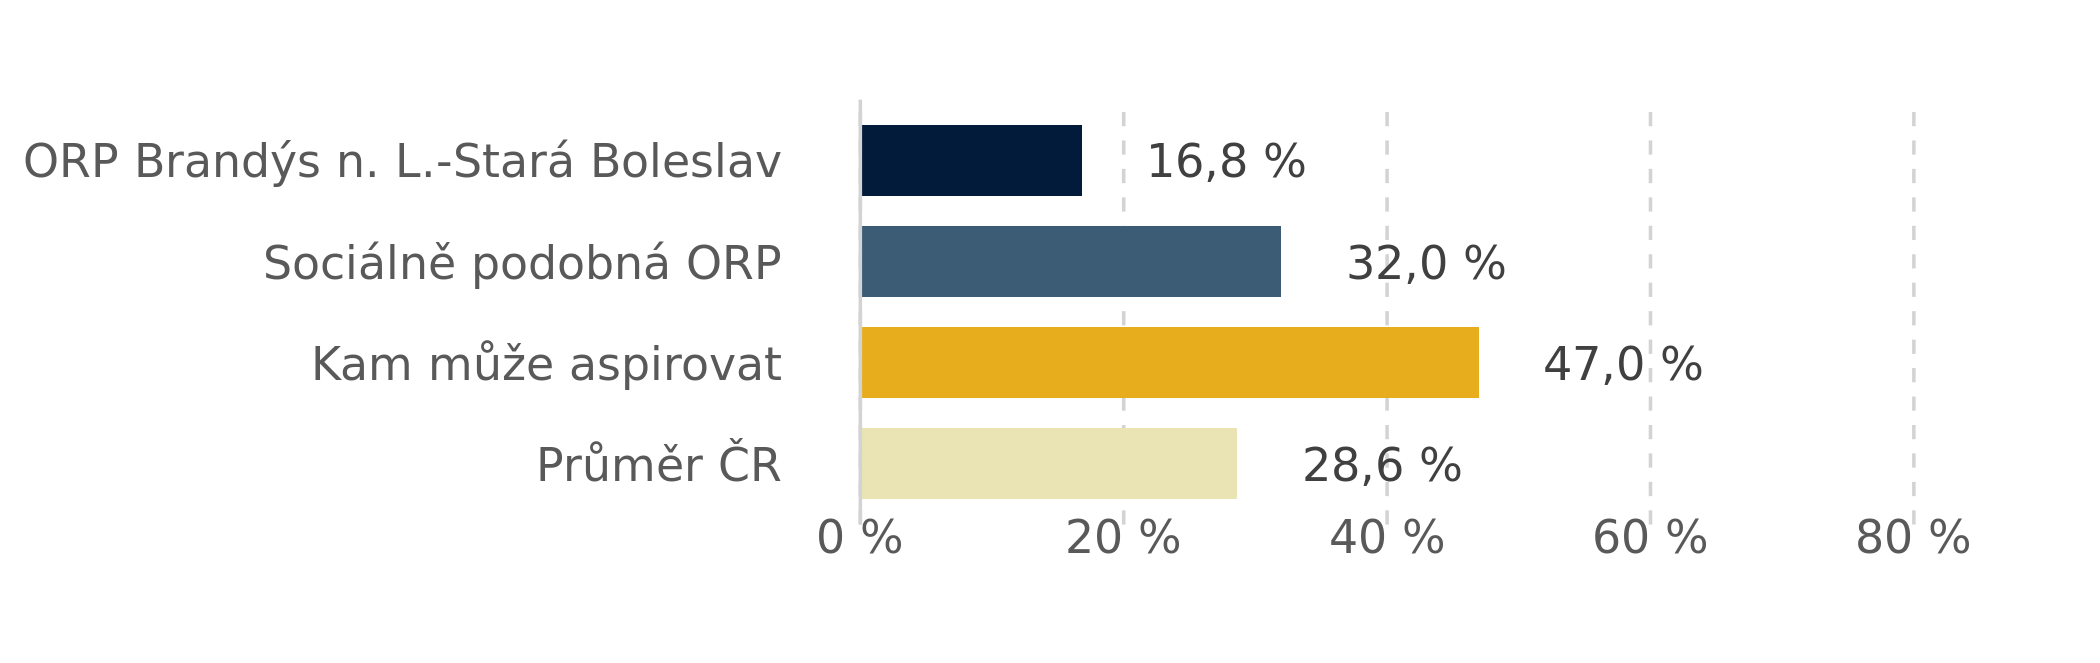 ORP Brandýs n. L.-Stará Boleslav 16,8 %
Sociálně podobná ORP 32,0 %
Kam může aspirovat 47,0 %
Průměr ČR 28,6 %
0 % 20 % 40 % 60 % 80 %